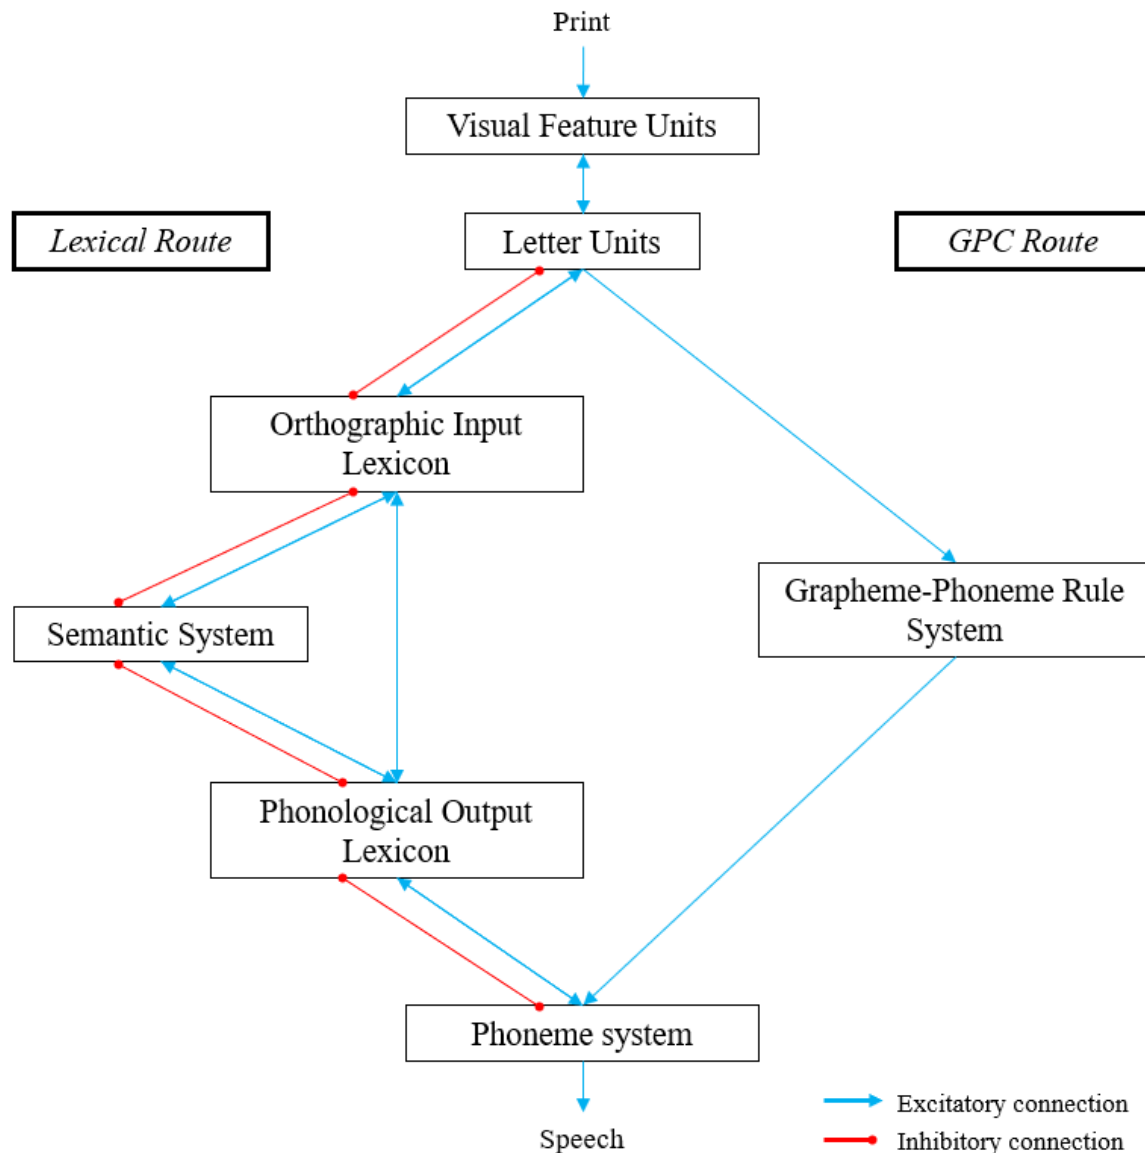 Print
Visual Feature Units
Lexical Route
Letter Units
GPC Route
Orthographic Input
Lexicon
Grapheme-Phoneme Rule
System
Semantic System
Phonological Output
Lexicon
Phoneme system
Speech
Excitatory connection
Inhibitory connection